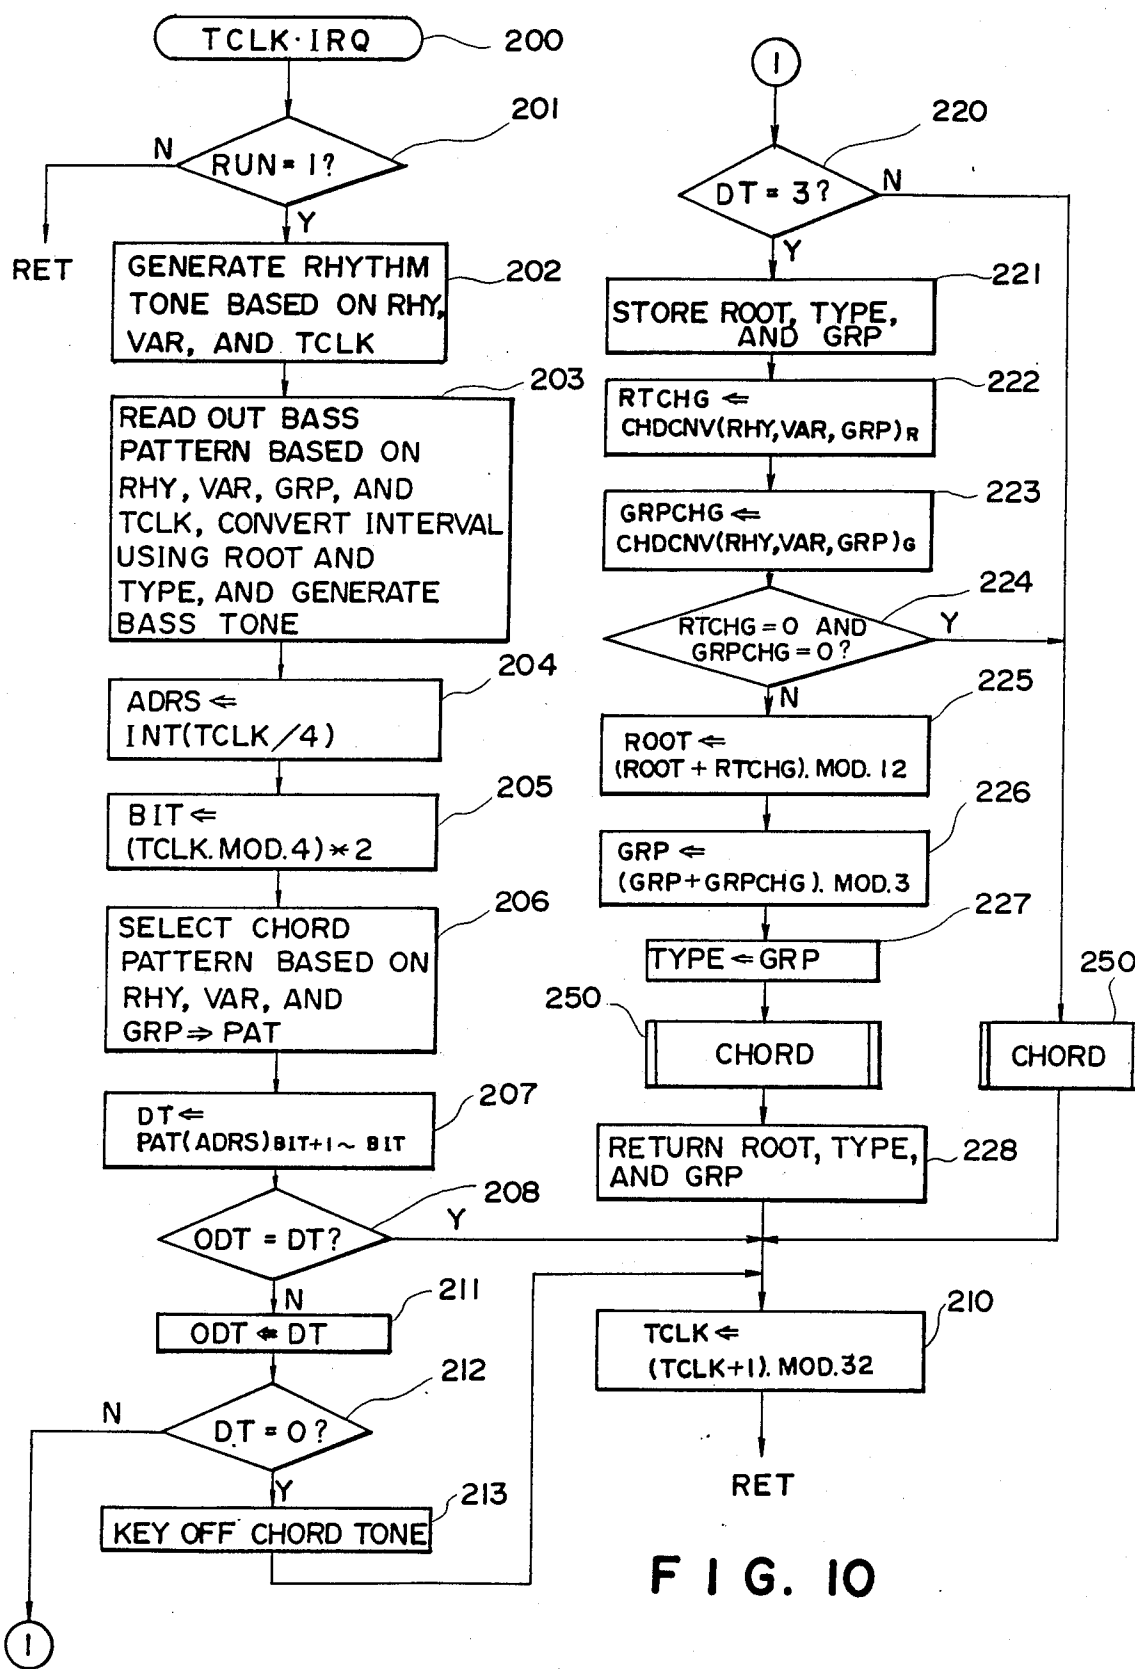 TCLK·IRQ
200
201
N
RUN = 1?
Y
RET
GENERATE RHYTHM
TONE BASED ON RHY,
VAR, AND TCLK
202
203
READ OUT BASS
PATTERN BASED ON
RHY, VAR, GRP, AND
TCLK, CONVERT INTERVAL
USING ROOT AND
TYPE, AND GENERATE
BASS TONE
204
ADRS ⇐
INT(TCLK/4)
205
BIT ⇐
(TCLK.MOD.4)*2
206
SELECT CHORD
PATTERN BASED ON
RHY, VAR, AND
GRP ⇒ PAT
207
DT ⇐
PAT(ADRS)BIT+1 ~ BIT
208
ODT = DT?
Y
N
211
ODT ⇐ DT
212
N
DT = 0?
Y
213
KEY OFF CHORD TONE
1
1
220
DT = 3?
N
Y
221
STORE ROOT, TYPE,
AND GRP
222
RTCHG ⇐
CHDCNV(RHY,VAR, GRP)R
223
GRPCHG ⇐
CHDCNV(RHY,VAR, GRP)G
224
RTCHG = 0 AND
GRPCHG = 0?
Y
N
225
ROOT ⇐
(ROOT + RTCHG). MOD. 12
226
GRP ⇐
(GRP+GRPCHG). MOD.3
227
TYPE ⇐ GRP
250
CHORD
250
CHORD
RETURN ROOT, TYPE,
AND GRP
228
210
TCLK ⇐
(TCLK+1). MOD.32
RET
FIG. 10